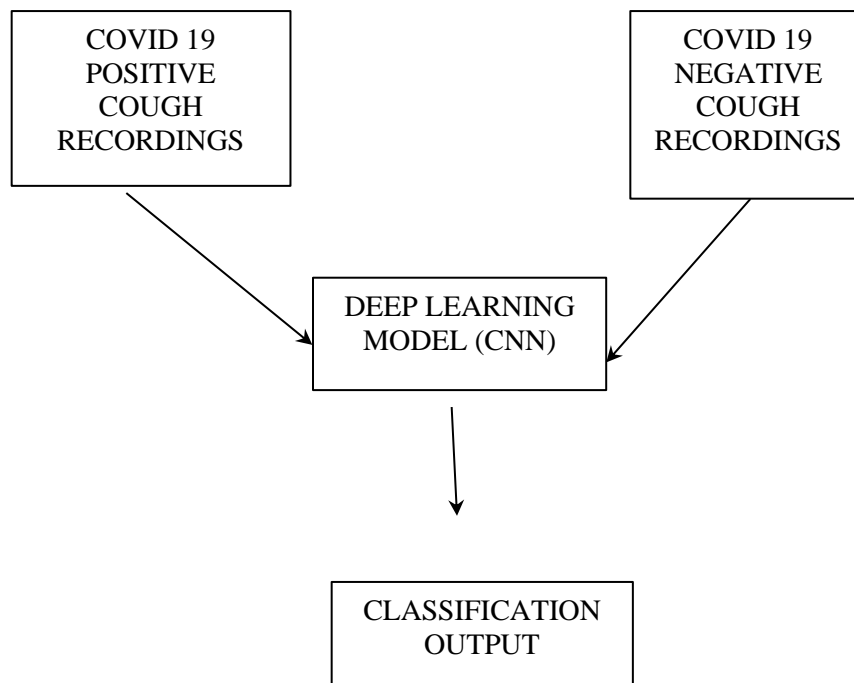 COVID 19
POSITIVE
COUGH
RECORDINGS
COVID 19
NEGATIVE
COUGH
RECORDINGS
DEEP LEARNING
MODEL (CNN)
CLASSIFICATION
OUTPUT